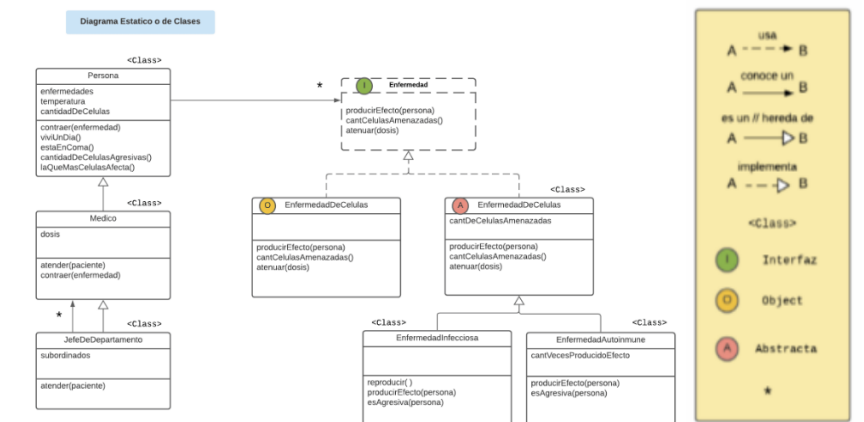 Diagrama Estatico o de Clases
<Class>
Persona
enfermedades
temperatura
cantidadDeCelulas
contraer(enfermedad)
viviUnDia()
estaEnComa()
cantidadDeCelulasAgresivas()
laQueMasCelulasAfecta()
*
I
Enfermedad
producirEfecto(persona)
cantCelulasAmenazadas()
atenuar(dosis)
<Class>
Medico
dosis
atender(paciente)
contraer(enfermedad)
*
<Class>
JefeDeDepartamento
subordinados
atender(paciente)
O
EnfermedadDeCelulas
producirEfecto(persona)
cantCelulasAmenazadas()
atenuar(dosis)
<Class>
A
EnfermedadDeCelulas
cantDeCelulasAmenazadas
producirEfecto(persona)
cantCelulasAmenazadas()
atenuar(dosis)
<Class>
EnfermedadInfecciosa
reproducir( )
producirEfecto(persona)
esAgresiva(persona)
<Class>
EnfermedadAutoinmune
cantVecesProducidoEfecto
producirEfecto(persona)
esAgresiva(persona)
usa
A B
conoce un
A B
es un // hereda de
A B
implementa
A B
<Class>
I Interfaz
O Object
A Abstracta
*